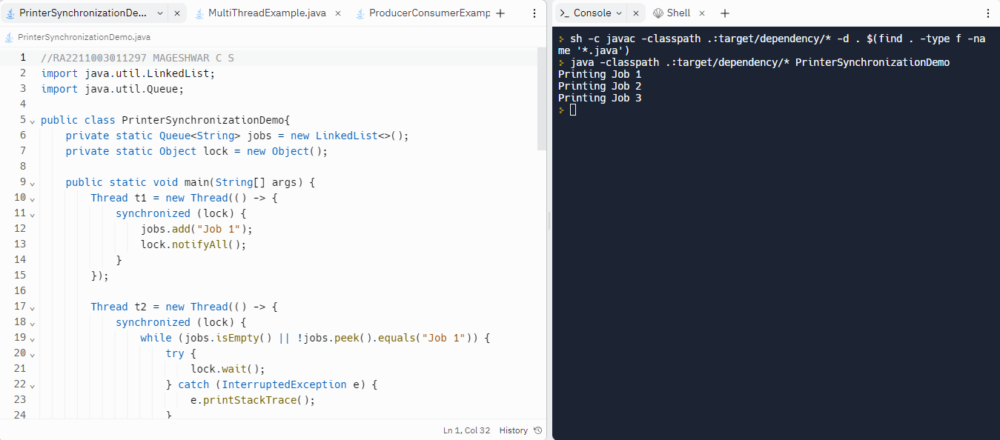 PrinterSynchronizationDe... MultiThreadExample.java ProducerConsumerExamp
PrinterSynchronizationDemo.java
1 //RA2211003011297 MAGESHWAR C S
2 import java.util.LinkedList;
3 import java.util.Queue;
4
5 public class PrinterSynchronizationDemo{
6 private static Queue<String> jobs = new LinkedList<>();
7 private static Object lock = new Object();
8
9 public static void main(String[] args) {
10 Thread t1 = new Thread(() -> {
11 synchronized (lock) {
12 jobs.add("Job 1");
13 lock.notifyAll();
14 }
15 });
16
17 Thread t2 = new Thread(() -> {
18 synchronized (lock) {
19 while (jobs.isEmpty() || !jobs.peek().equals("Job 1")) {
20 try {
21 lock.wait();
22 } catch (InterruptedException e) {
23 e.printStackTrace();
24 }
Ln 1, Col 32 History
>_ Console Shell
sh -c javac -classpath .:target/dependency/* -d . $(find . -type f -na
me '*.java')
java -classpath .:target/dependency/* PrinterSynchronizationDemo
Printing Job 1
Printing Job 2
Printing Job 3